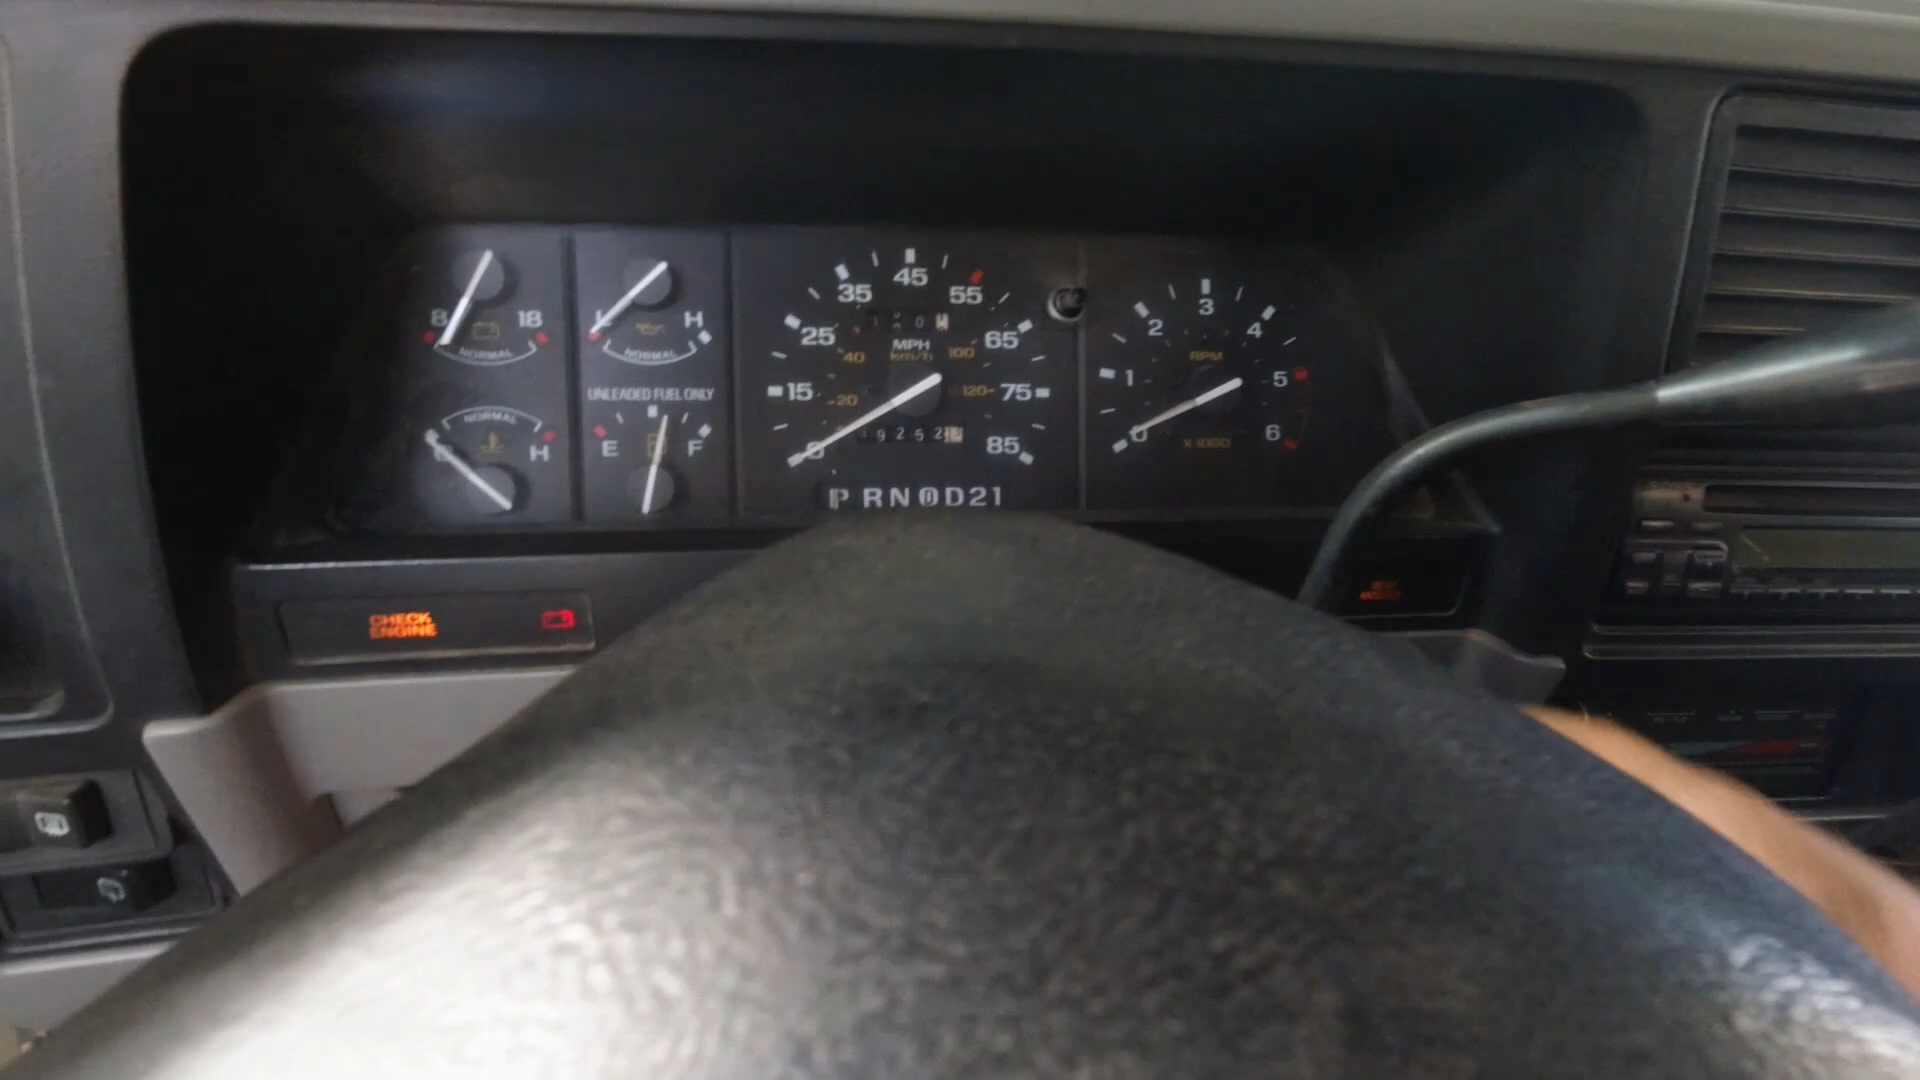 8 18
NORMAL
L H
NORMAL
NORMAL
H
UNLEADED FUEL ONLY
E F
15 25 35 45 55 65 75 85
MPH
km/h
20 40 100 120
P R N D D 2 1
0 1 2 3 4 5 6
RPM
X 1000
CHECK
ENGINE